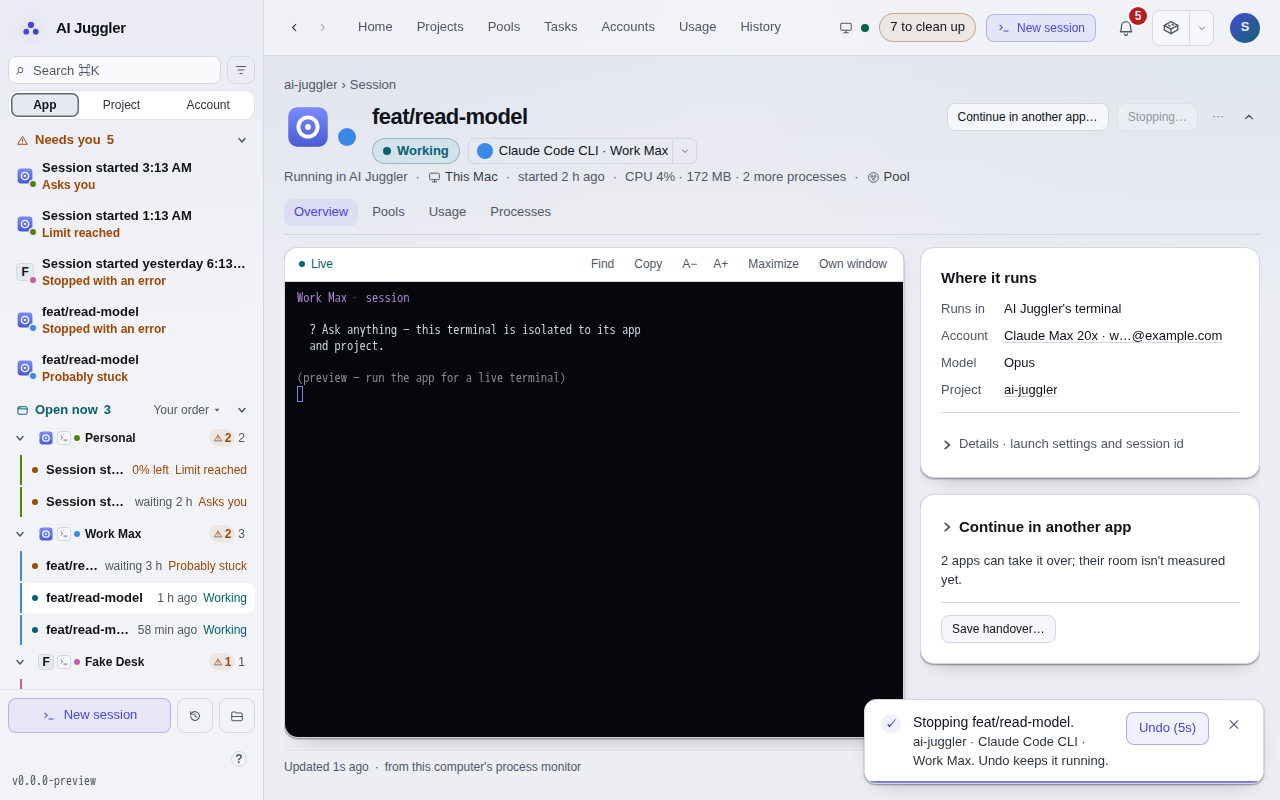 AI Juggler
Search ⌘K
App
Project
Account
Needs you 5
Session started 3:13 AM
Asks you
Session started 1:13 AM
Limit reached
F
Session started yesterday 6:13…
Stopped with an error
feat/read-model
Stopped with an error
feat/read-model
Probably stuck
Open now 3
Your order
Personal
2 2
Session st… 0% left Limit reached
Session st… waiting 2 h Asks you
Work Max
2 3
feat/re… waiting 3 h Probably stuck
feat/read-model 1 h ago Working
feat/read-m… 58 min ago Working
F Fake Desk
1 1
New session
?
v0.0.0-preview
Home Projects Pools Tasks Accounts Usage History
7 to clean up
New session
5
S
ai-juggler › Session
feat/read-model
Working
Claude Code CLI · Work Max
Continue in another app…
Stopping…
Running in AI Juggler · This Mac · started 2 h ago · CPU 4% · 172 MB · 2 more processes · Pool
Overview Pools Usage Processes
Live
Find Copy A− A+ Maximize Own window
Work Max · session
? Ask anything — this terminal is isolated to its app
and project.
(preview — run the app for a live terminal)
Where it runs
Runs in AI Juggler's terminal
Account Claude Max 20x · w…@example.com
Model Opus
Project ai-juggler
Details · launch settings and session id
Continue in another app
2 apps can take it over; their room isn't measured
yet.
Save handover…
Updated 1s ago · from this computer's process monitor
Stopping feat/read-model.
ai-juggler · Claude Code CLI ·
Work Max. Undo keeps it running.
Undo (5s)